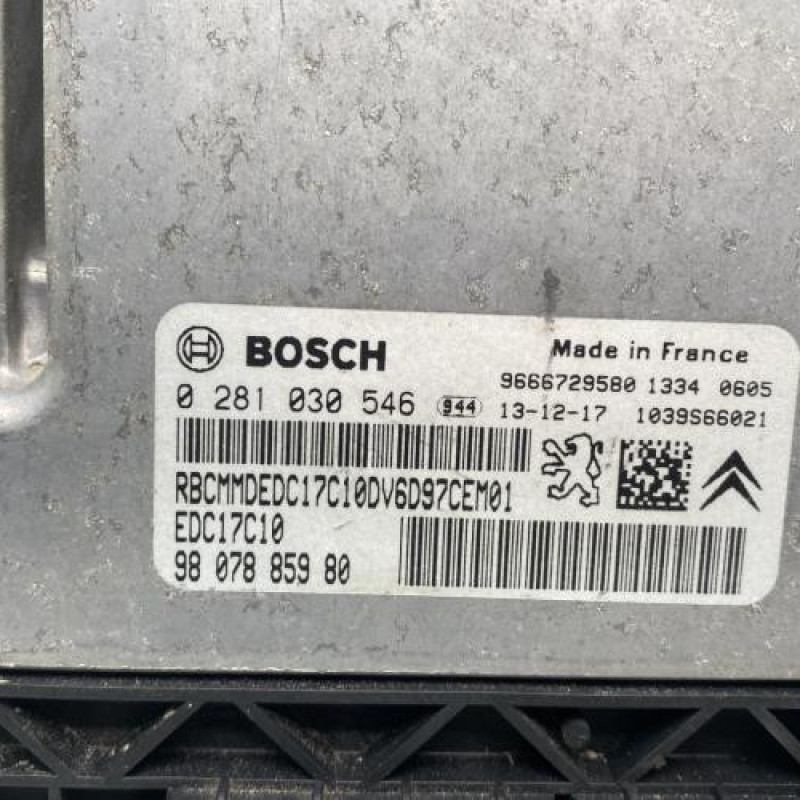 BOSCH
Made in France
9666729580 1334 0605
0 281 030 546 944 13-12-17 1039S66021
RBCMMDEDC17C10DV6D97CEM01
EDC17C10
98 078 859 80